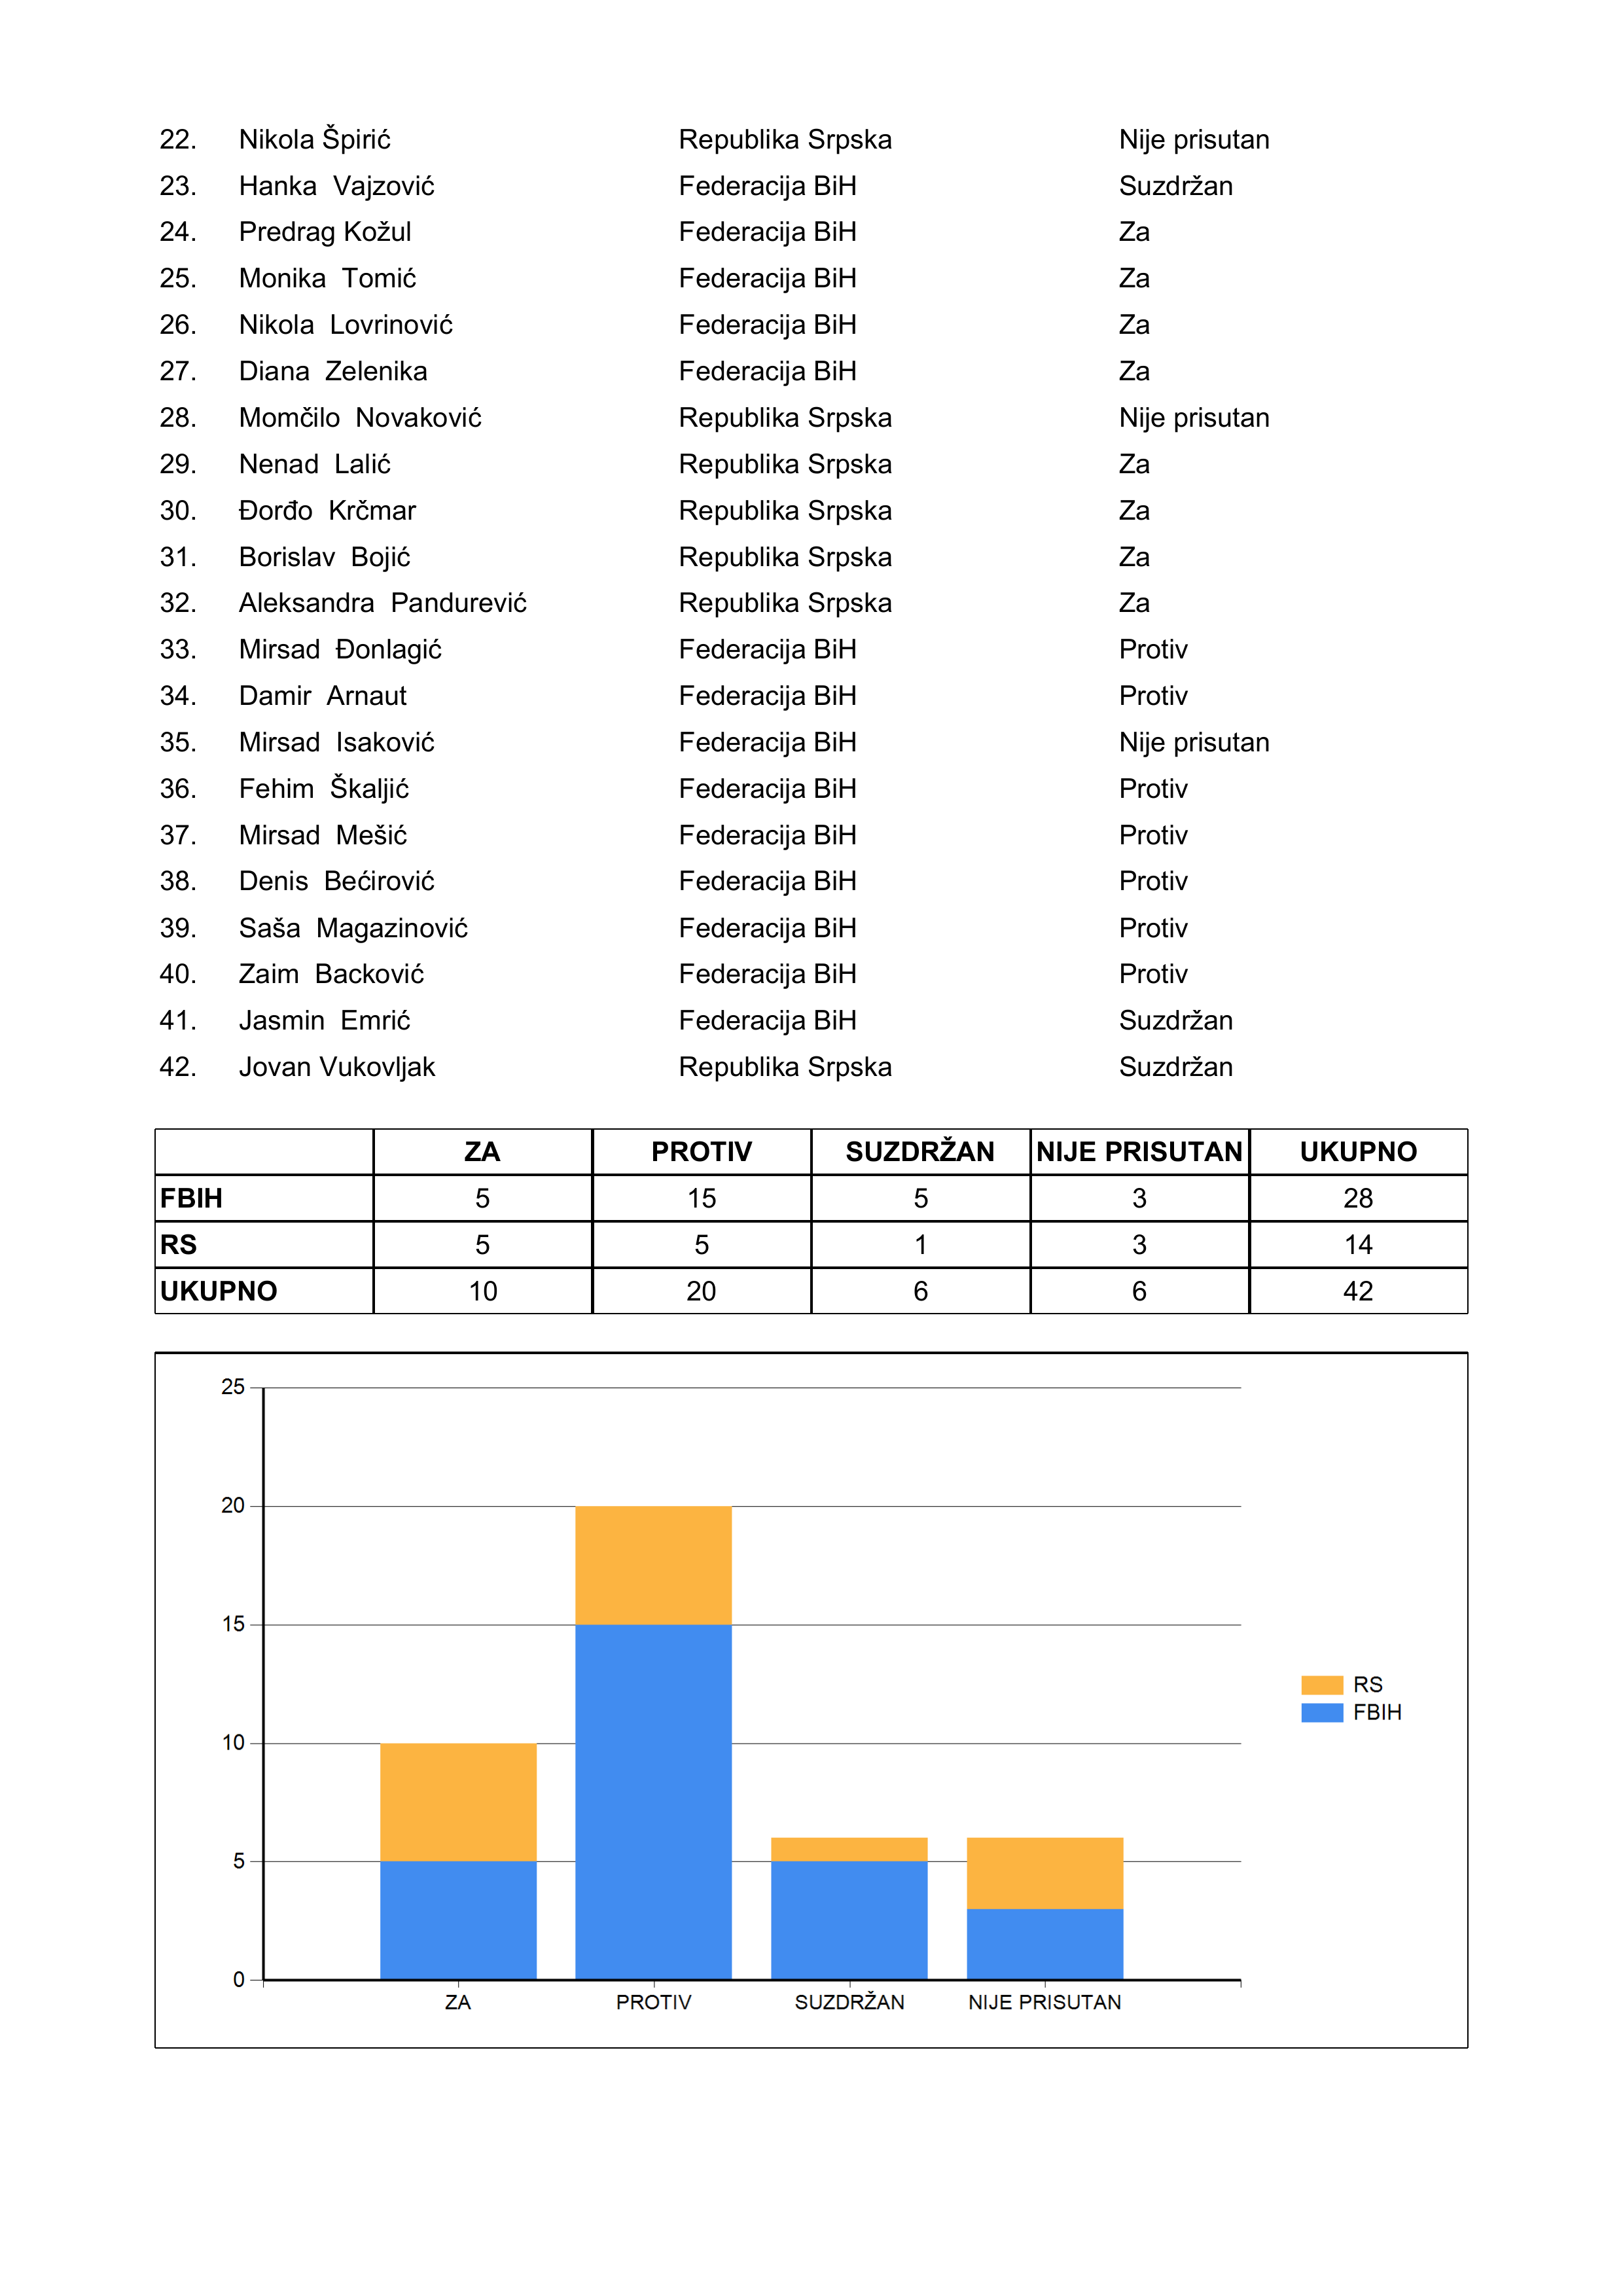 22. Nikola Špirić Republika Srpska Nije prisutan
23. Hanka Vajzović Federacija BiH Suzdržan
24. Predrag Kožul Federacija BiH Za
25. Monika Tomić Federacija BiH Za
26. Nikola Lovrinović Federacija BiH Za
27. Diana Zelenika Federacija BiH Za
28. Momčilo Novaković Republika Srpska Nije prisutan
29. Nenad Lalić Republika Srpska Za
30. Đorđo Krčmar Republika Srpska Za
31. Borislav Bojić Republika Srpska Za
32. Aleksandra Pandurević Republika Srpska Za
33. Mirsad Đonlagić Federacija BiH Protiv
34. Damir Arnaut Federacija BiH Protiv
35. Mirsad Isaković Federacija BiH Nije prisutan
36. Fehim Škaljić Federacija BiH Protiv
37. Mirsad Mešić Federacija BiH Protiv
38. Denis Bećirović Federacija BiH Protiv
39. Saša Magazinović Federacija BiH Protiv
40. Zaim Backović Federacija BiH Protiv
41. Jasmin Emrić Federacija BiH Suzdržan
42. Jovan Vukovljak Republika Srpska Suzdržan
ZA PROTIV SUZDRŽAN NIJE PRISUTAN UKUPNO
FBIH 5 15 5 3 28
RS 5 5 1 3 14
UKUPNO 10 20 6 6 42
25
20
15
10
5
0
ZA PROTIV SUZDRŽAN NIJE PRISUTAN
RS
FBIH